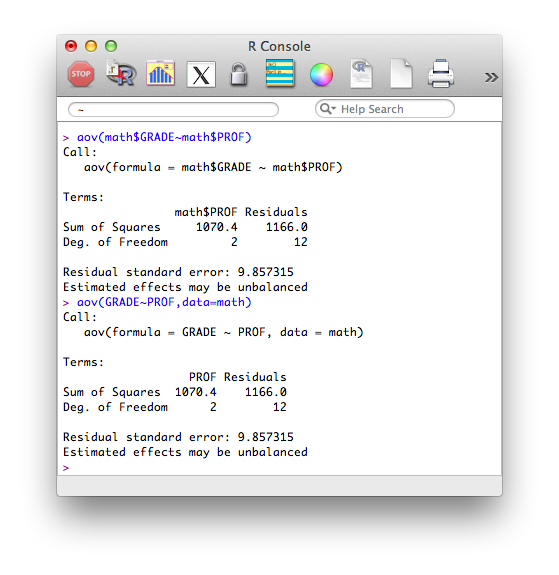 R Console
STOP
X
R
»
~
Help Search
> aov(math$GRADE~math$PROF)
Call:
   aov(formula = math$GRADE ~ math$PROF)
Terms:
                math$PROF Residuals
Sum of Squares     1070.4    1166.0
Deg. of Freedom         2        12
Residual standard error: 9.857315
Estimated effects may be unbalanced
> aov(GRADE~PROF,data=math)
Call:
   aov(formula = GRADE ~ PROF, data = math)
Terms:
                  PROF Residuals
Sum of Squares  1070.4    1166.0
Deg. of Freedom      2        12
Residual standard error: 9.857315
Estimated effects may be unbalanced
>